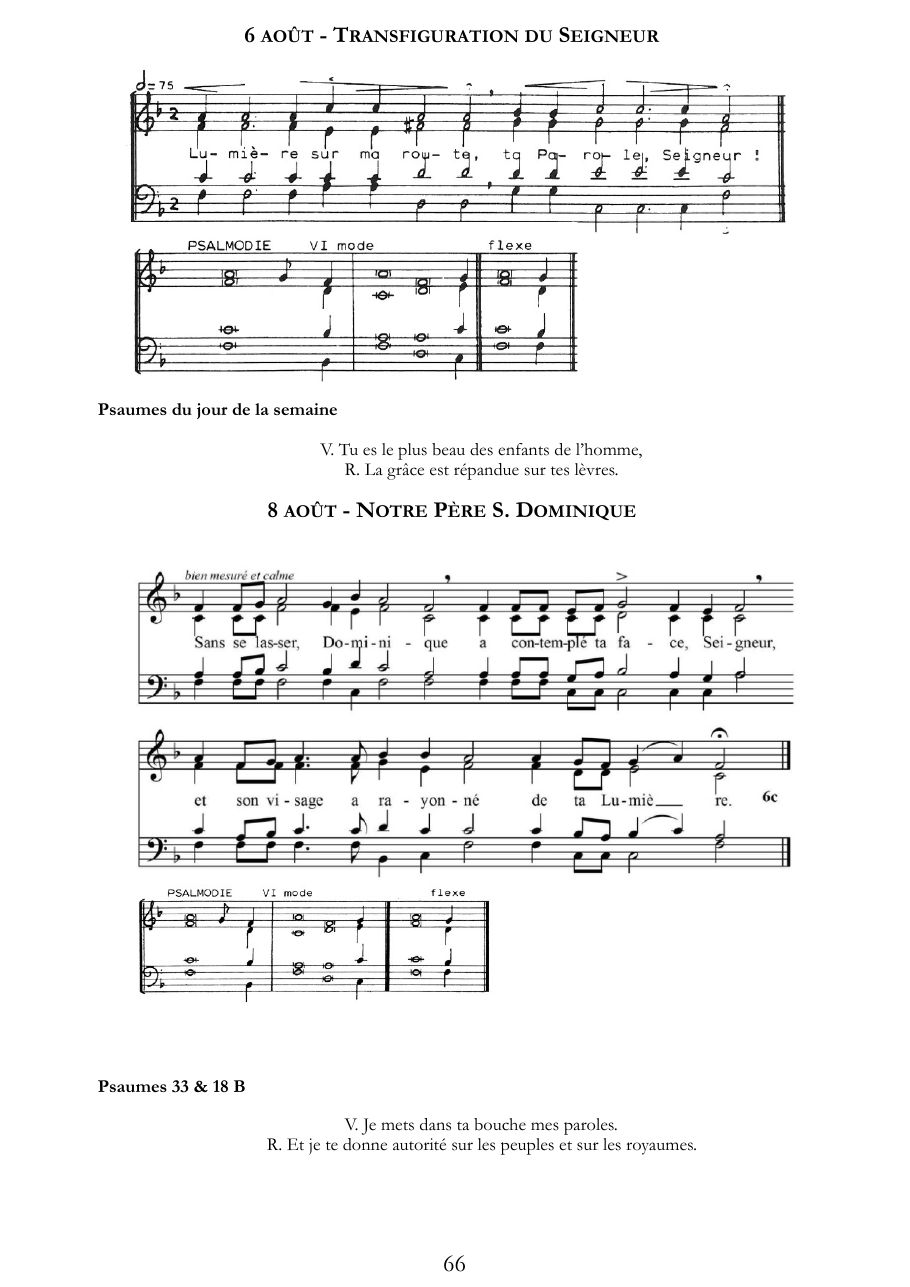 6 AOÛT - TRANSFIGURATION DU SEIGNEUR
=75
2
Lu- miè- re sur ma rou- te, ta Pa- ro- le, Seigneur !
2
PSALMODIE VI mode flexe
Psaumes du jour de la semaine
V. Tu es le plus beau des enfants de l’homme,
R. La grâce est répandue sur tes lèvres.
8 AOÛT - NOTRE PÈRE S. DOMINIQUE
bien mesuré et calme
Sans se las-ser, Do-mi-ni - que a con-tem-plé ta fa - ce, Sei-gneur,
et son vi-sage a ra-yon-né de ta Lu-miè re. 6c
PSALMODIE VI mode flexe
Psaumes 33 & 18 B
V. Je mets dans ta bouche mes paroles.
R. Et je te donne autorité sur les peuples et sur les royaumes.
66